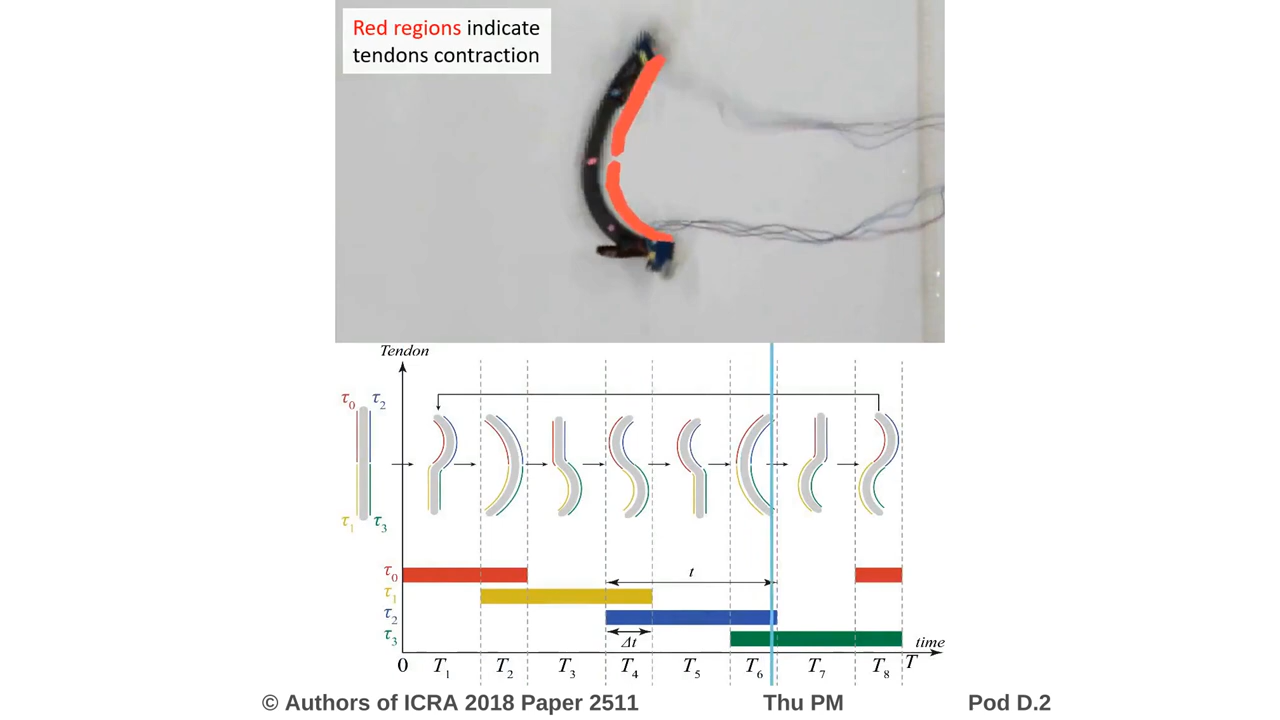 Red regions indicate
tendons contraction
Tendon
τ0 τ2
τ1 τ3
τ0
t
τ1
τ2
Δt
τ3
time
0 T1 T2 T3 T4 T5 T6 T7 T8 T
© Authors of ICRA 2018 Paper 2511 Thu PM Pod D.2